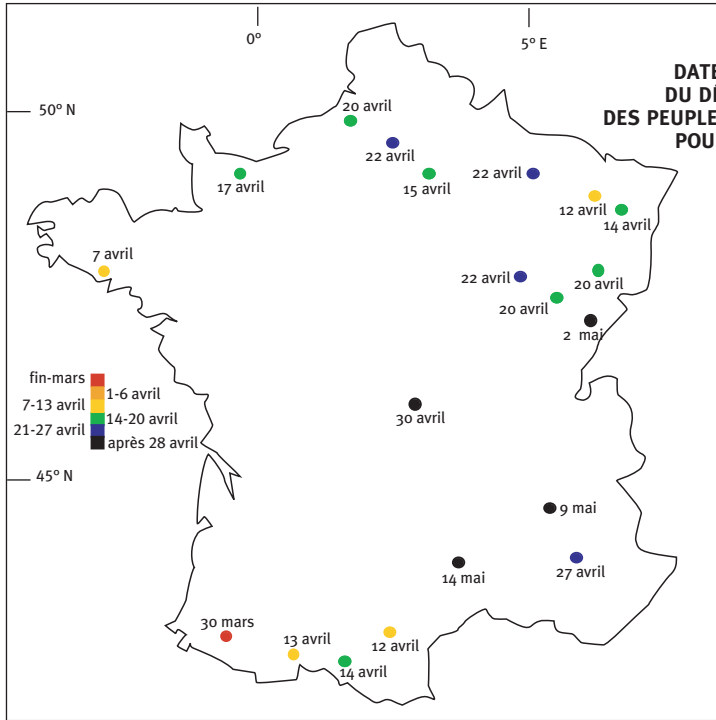 0°
5° E
DATE
DU DÉ
DES PEUPLE
POU
50° N
20 avril
22 avril
15 avril
17 avril
22 avril
12 avril
14 avril
7 avril
22 avril
20 avril
20 avril
2 mai
fin-mars
1-6 avril
7-13 avril
14-20 avril
21-27 avril
après 28 avril
30 avril
45° N
9 mai
14 mai
27 avril
30 mars
13 avril
12 avril
14 avril